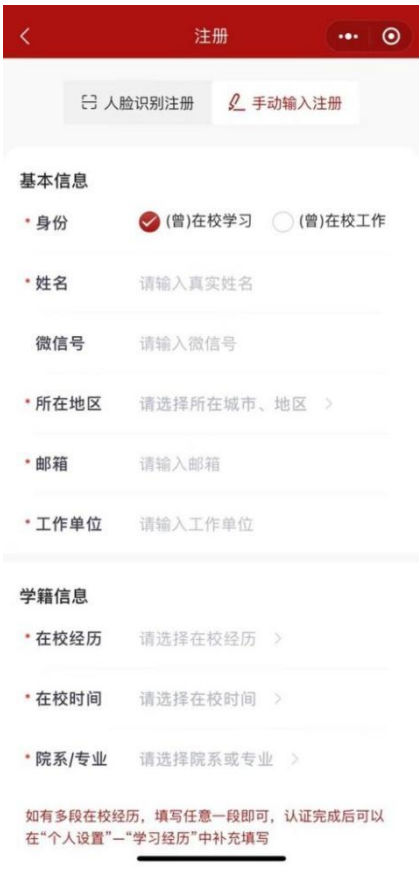 注册
人脸识别注册 手动输入注册
基本信息
* 身份 (曾)在校学习 (曾)在校工作
* 姓名 请输入真实姓名
微信号 请输入微信号
* 所在地区 请选择所在城市、地区 >
* 邮箱 请输入邮箱
* 工作单位 请输入工作单位
学籍信息
* 在校经历 请选择在校经历 >
* 在校时间 请选择在校时间 >
* 院系/专业 请选择院系或专业 >
如有多段在校经历，填写任意一段即可，认证完成后可以
在“个人设置”—“学习经历”中补充填写